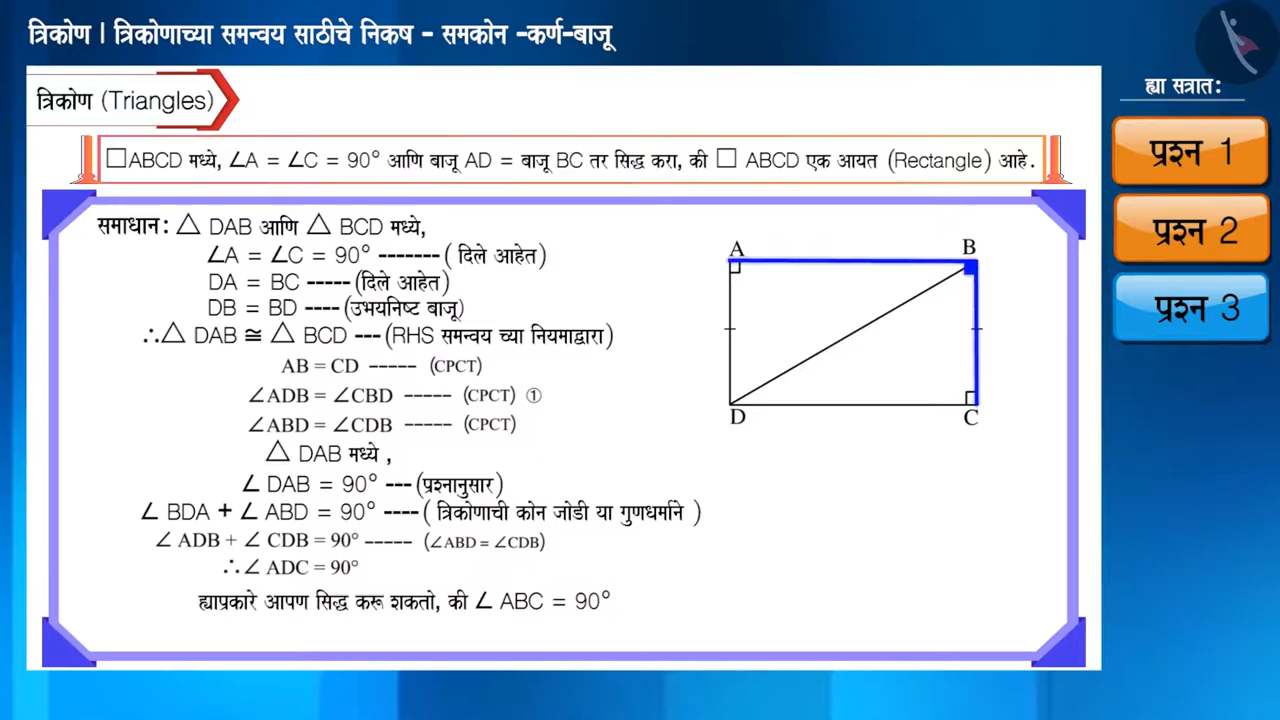 त्रिकोण | त्रिकोणाच्या समन्वय साठीचे निकष - समकोन -कर्ण-बाजू
त्रिकोण (Triangles)
□ABCD मध्ये, ∠A = ∠C = 90° आणि बाजू AD = बाजू BC तर सिद्ध करा, की □ ABCD एक आयत (Rectangle) आहे.
समाधान: △ DAB आणि △ BCD मध्ये,
∠A = ∠C = 90° ------- ( दिले आहेत)
DA = BC ----- (दिले आहेत)
DB = BD ---- (उभयनिष्ट बाजू)
∴△ DAB ≅ △ BCD --- (RHS समन्वय च्या नियमाद्वारा)
AB = CD ----- (CPCT)
∠ADB = ∠CBD ----- (CPCT) ①
∠ABD = ∠CDB ----- (CPCT)
△ DAB मध्ये ,
∠ DAB = 90° --- (प्रश्नानुसार)
∠ BDA + ∠ ABD = 90° ---- ( त्रिकोणाची कोन जोडी या गुणधर्माने )
∠ ADB + ∠ CDB = 90° ----- (∠ABD = ∠CDB)
∴∠ ADC = 90°
ह्याप्रकारे आपण सिद्ध करू शकतो, की ∠ ABC = 90°
A
B
D
C
ह्या सत्रात:
प्रश्न 1
प्रश्न 2
प्रश्न 3